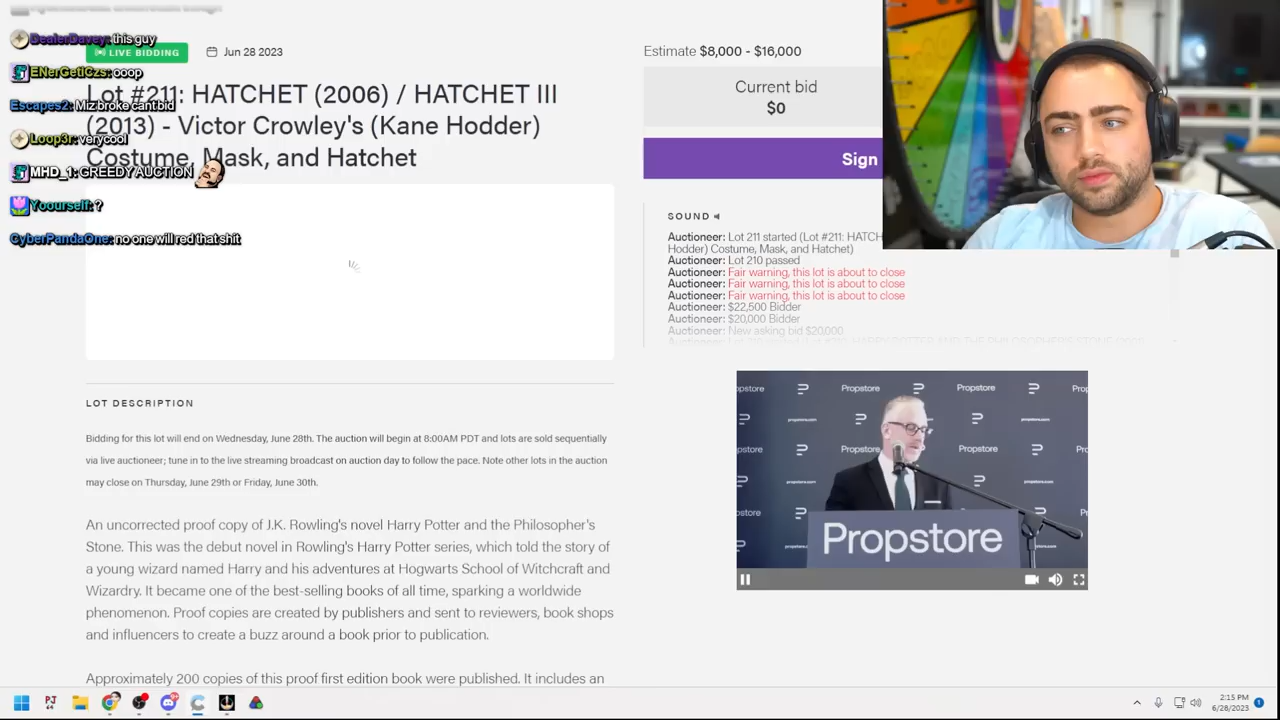 DealerDavey: this guy
ENerGetICzs: ooop
Escapes2: Miz broke cant bid
Loop3r: verycool
MHD_1: GREEDY AUCTION
Yoourself: ?
CyberPandaOne: no one will red that shit
LIVE BIDDING
Jun 28 2023
Lot #211: HATCHET (2006) / HATCHET III
(2013) - Victor Crowley's (Kane Hodder)
Costume, Mask, and Hatchet
LOT DESCRIPTION
Bidding for this lot will end on Wednesday, June 28th. The auction will begin at 8:00AM PDT and lots are sold sequentially
via live auctioneer; tune in to the live streaming broadcast on auction day to follow the pace. Note other lots in the auction
may close on Thursday, June 29th or Friday, June 30th.
An uncorrected proof copy of J.K. Rowling's novel Harry Potter and the Philosopher's
Stone. This was the debut novel in Rowling's Harry Potter series, which told the story of
a young wizard named Harry and his adventures at Hogwarts School of Witchcraft and
Wizardry. It became one of the best-selling books of all time, sparking a worldwide
phenomenon. Proof copies are created by publishers and sent to reviewers, book shops
and influencers to create a buzz around a book prior to publication.
Approximately 200 copies of this proof first edition book were published. It includes an
Estimate $8,000 - $16,000
Current bid
$0
Sign
SOUND
Auctioneer: Lot 211 started (Lot #211: HATCH
Hodder) Costume, Mask, and Hatchet)
Auctioneer: Lot 210 passed
Auctioneer: Fair warning, this lot is about to close
Auctioneer: Fair warning, this lot is about to close
Auctioneer: Fair warning, this lot is about to close
Auctioneer: $22,500 Bidder
Auctioneer: $20,000 Bidder
Auctioneer: New asking bid $20,000
Propstore Propstore Propstore
propstore.com propstore.com
Propstore
2:15 PM
6/28/2023